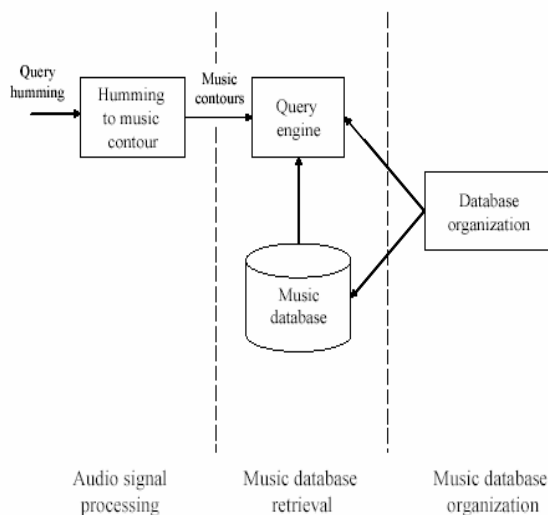 Query
humming
Humming
to music
contour
Music
contours
Query
engine
Database
organization
Music
database
Audio signal
processing
Music database
retrieval
Music database
organization